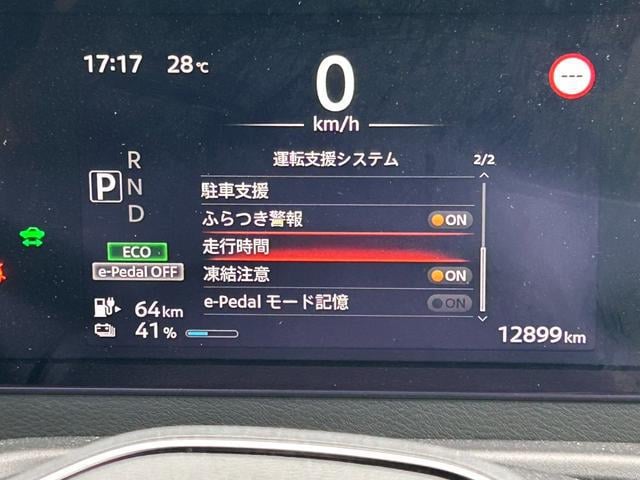 17:17 28℃
0
km/h
---
運転支援システム 2/2
R
P N
D
駐車支援
ふらつき警報 ON
走行時間
凍結注意 ON
e-Pedal モード記憶 ON
ECO
e-Pedal OFF
64km
41%
12899km